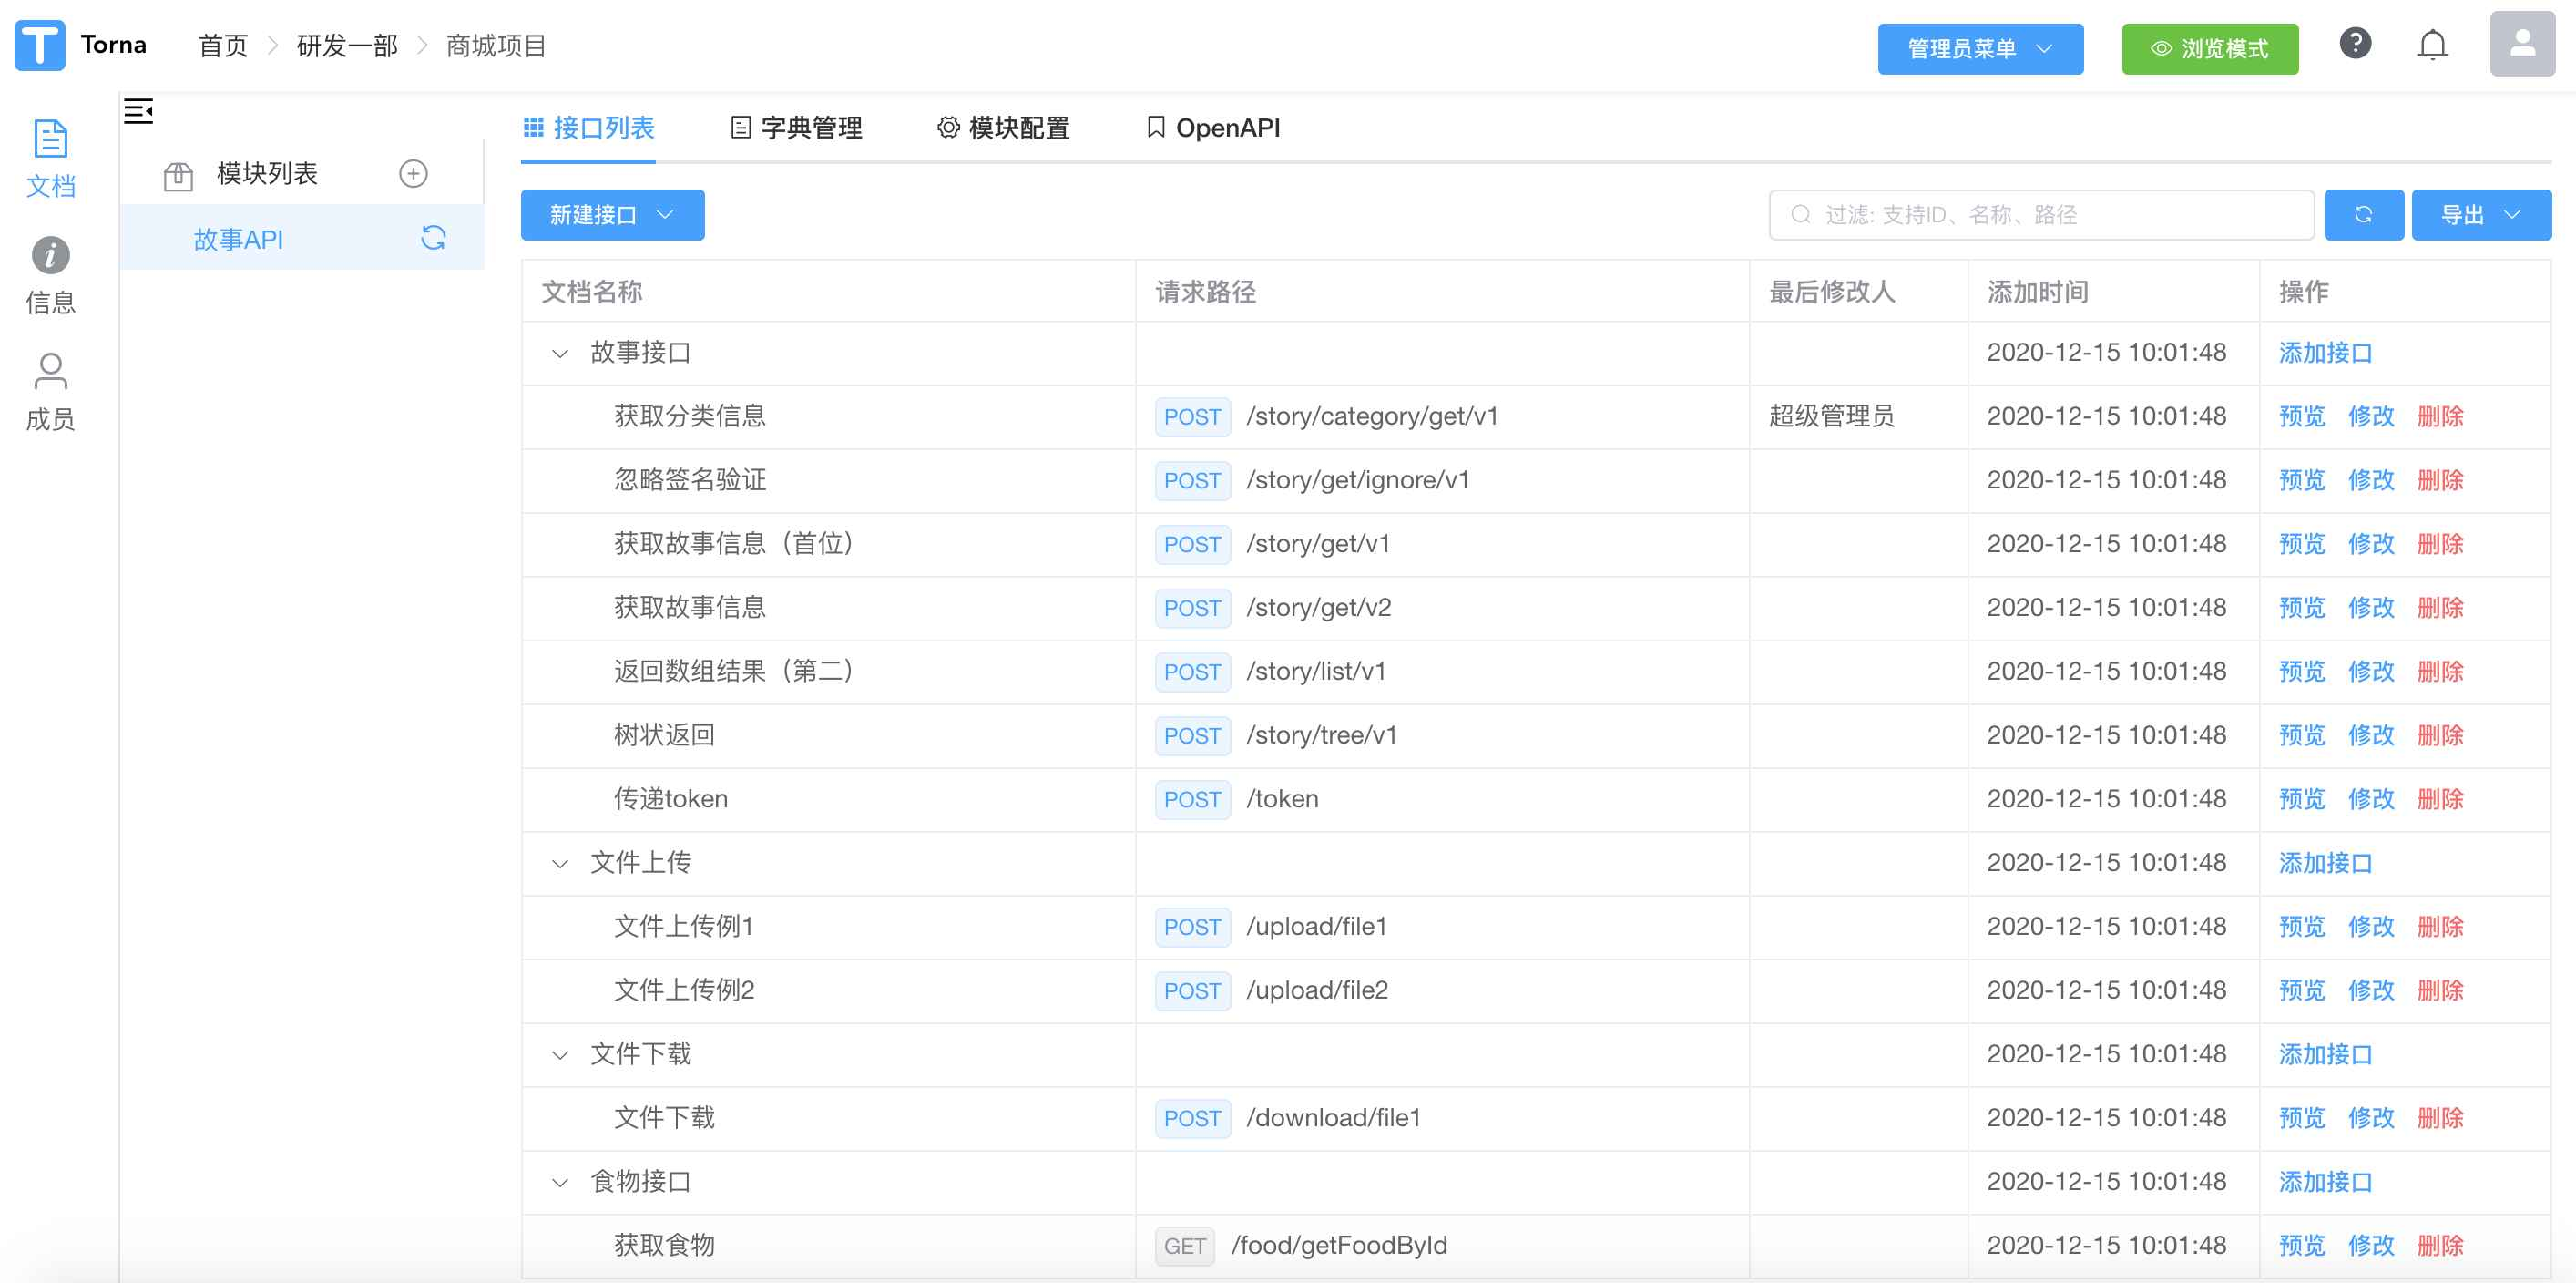 Torna 首页 研发一部 商城项目 管理员菜单 浏览模式
文档
信息
成员
模块列表
故事API
接口列表 字典管理 模块配置 OpenAPI
新建接口 过滤: 支持ID、名称、路径 导出
文档名称 请求路径 最后修改人 添加时间 操作
故事接口 2020-12-15 10:01:48 添加接口
获取分类信息 POST /story/category/get/v1 超级管理员 2020-12-15 10:01:48 预览 修改 删除
忽略签名验证 POST /story/get/ignore/v1 2020-12-15 10:01:48 预览 修改 删除
获取故事信息（首位） POST /story/get/v1 2020-12-15 10:01:48 预览 修改 删除
获取故事信息 POST /story/get/v2 2020-12-15 10:01:48 预览 修改 删除
返回数组结果（第二） POST /story/list/v1 2020-12-15 10:01:48 预览 修改 删除
树状返回 POST /story/tree/v1 2020-12-15 10:01:48 预览 修改 删除
传递token POST /token 2020-12-15 10:01:48 预览 修改 删除
文件上传 2020-12-15 10:01:48 添加接口
文件上传例1 POST /upload/file1 2020-12-15 10:01:48 预览 修改 删除
文件上传例2 POST /upload/file2 2020-12-15 10:01:48 预览 修改 删除
文件下载 2020-12-15 10:01:48 添加接口
文件下载 POST /download/file1 2020-12-15 10:01:48 预览 修改 删除
食物接口 2020-12-15 10:01:48 添加接口
获取食物 GET /food/getFoodById 2020-12-15 10:01:48 预览 修改 删除